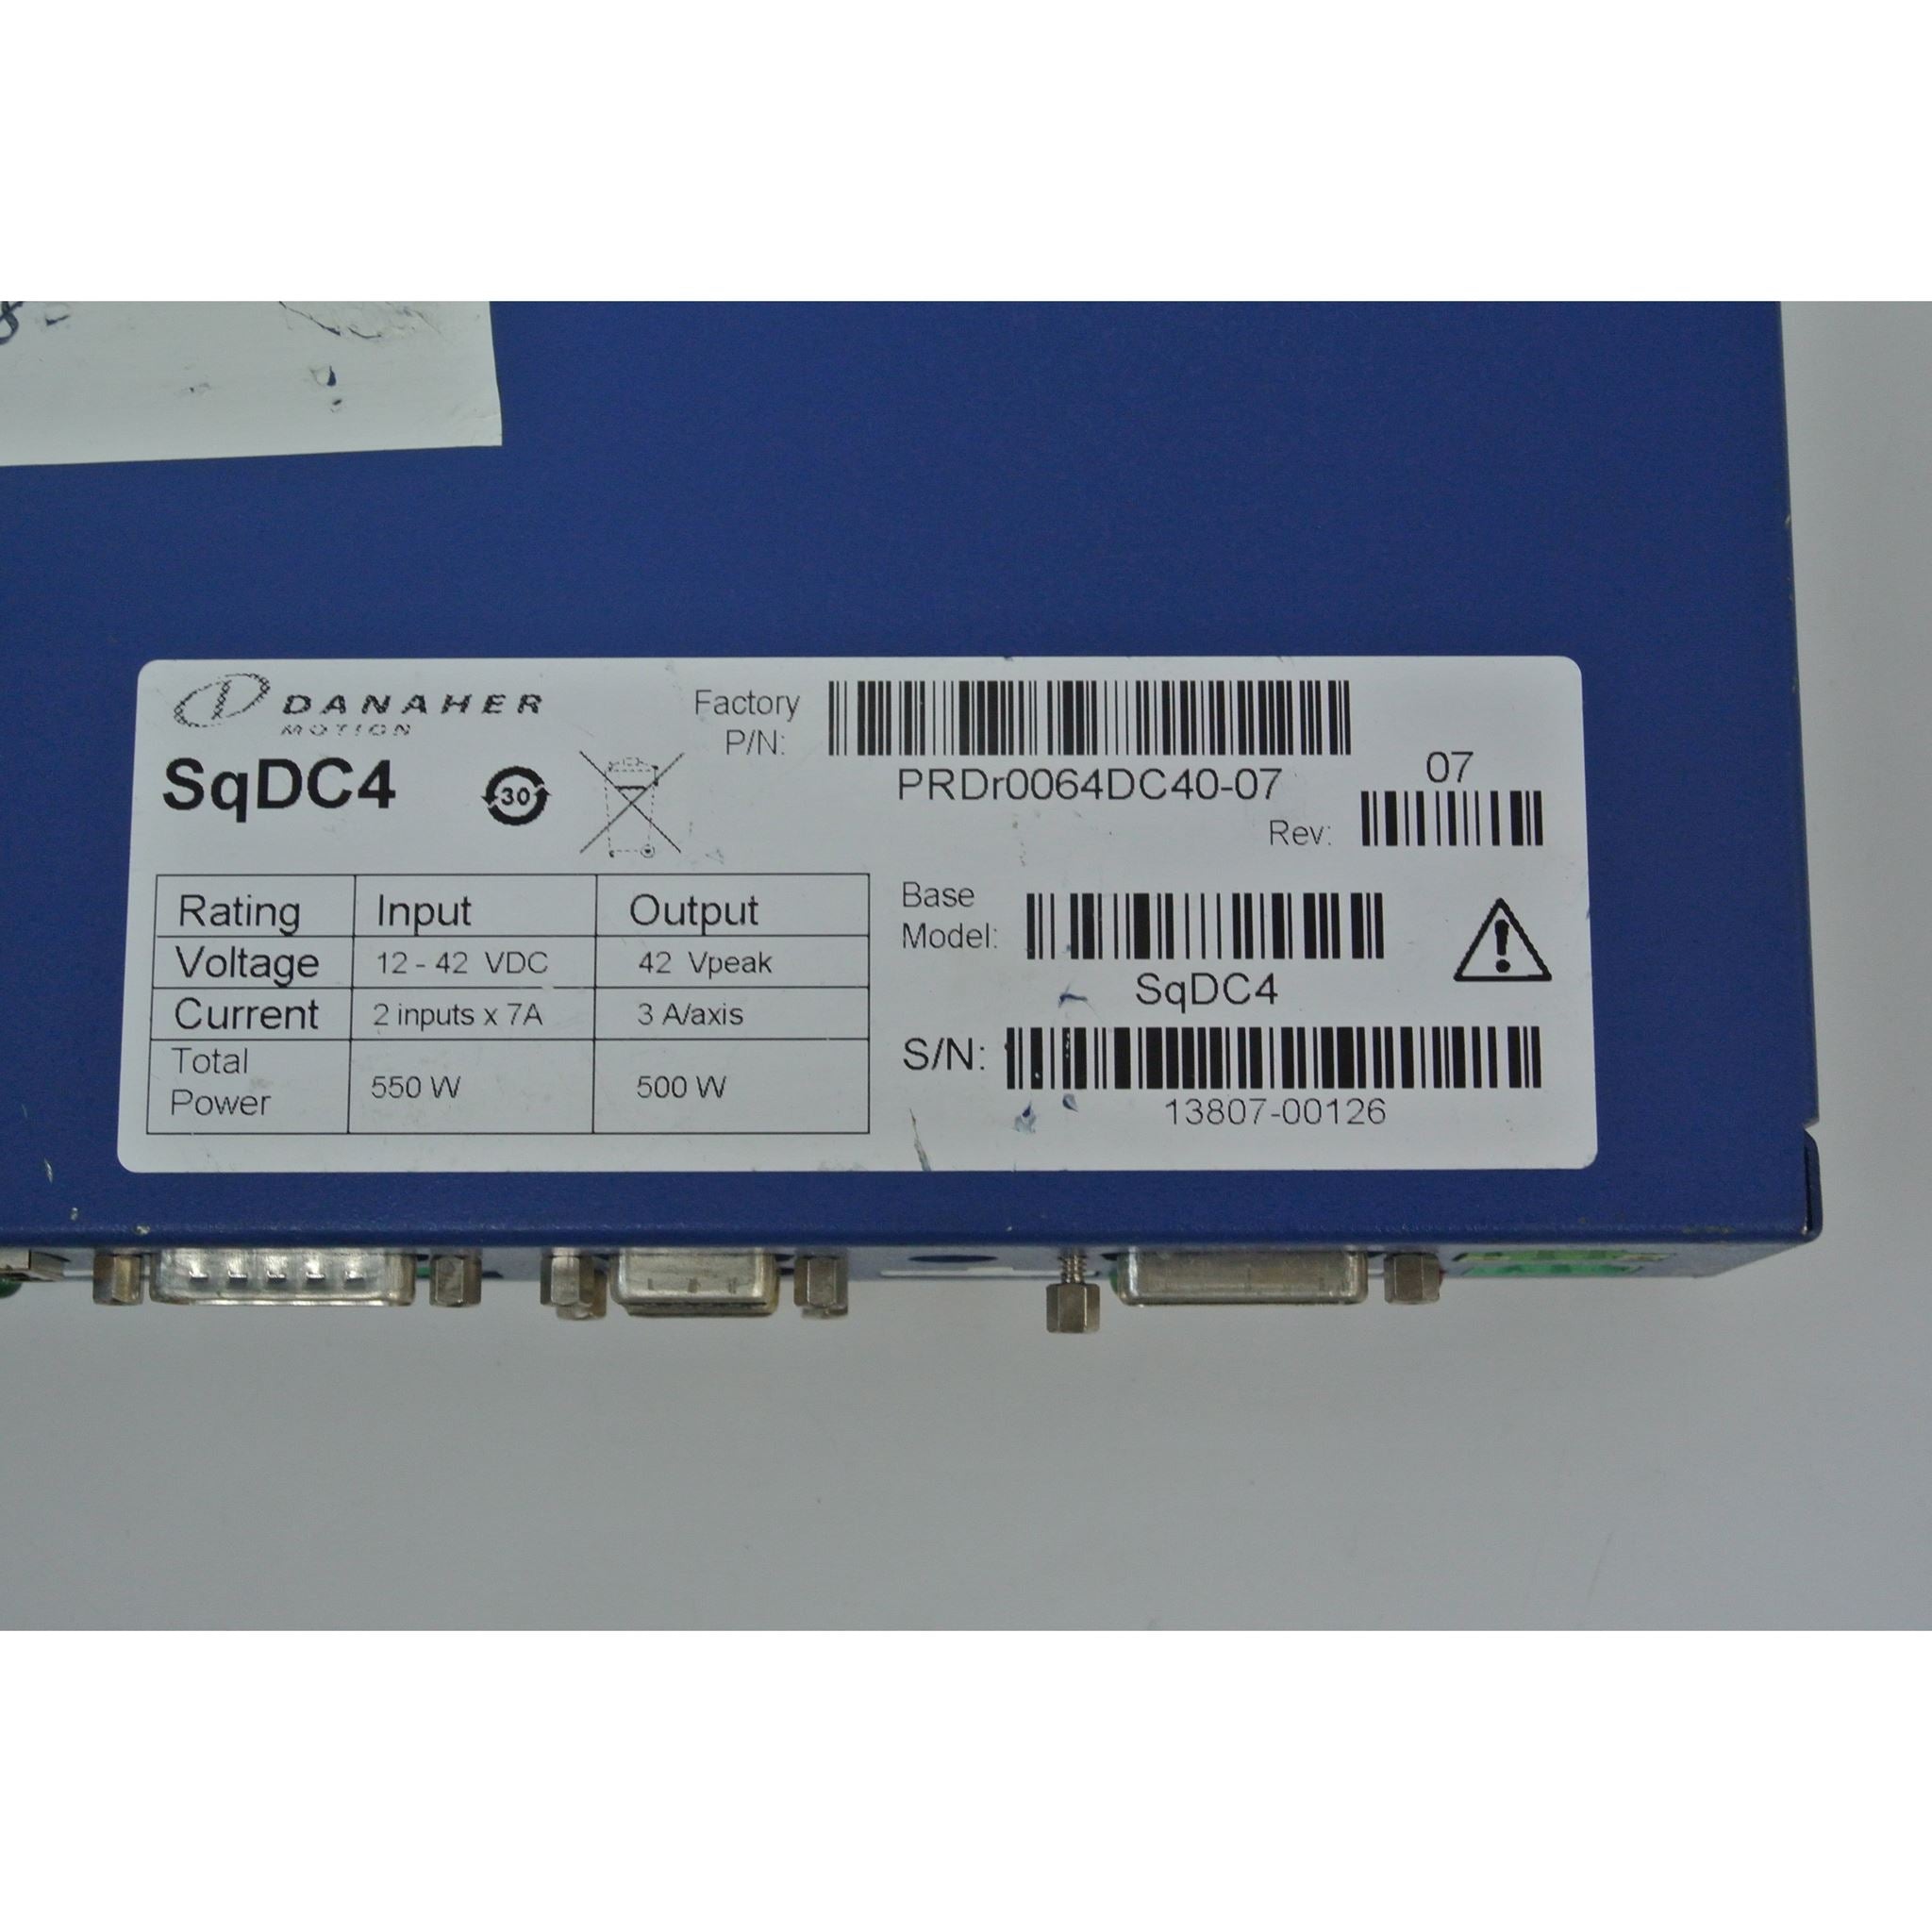 DANAHER
MOTION
SqDC4
30
Factory
P/N:
PRDr0064DC40-07
07
Rev:
Rating Input Output
Voltage 12 - 42 VDC 42 Vpeak
Current 2 inputs x 7A 3 A/axis
Total
Power 550 W 500 W
Base
Model:
SqDC4
S/N:
13807-00126